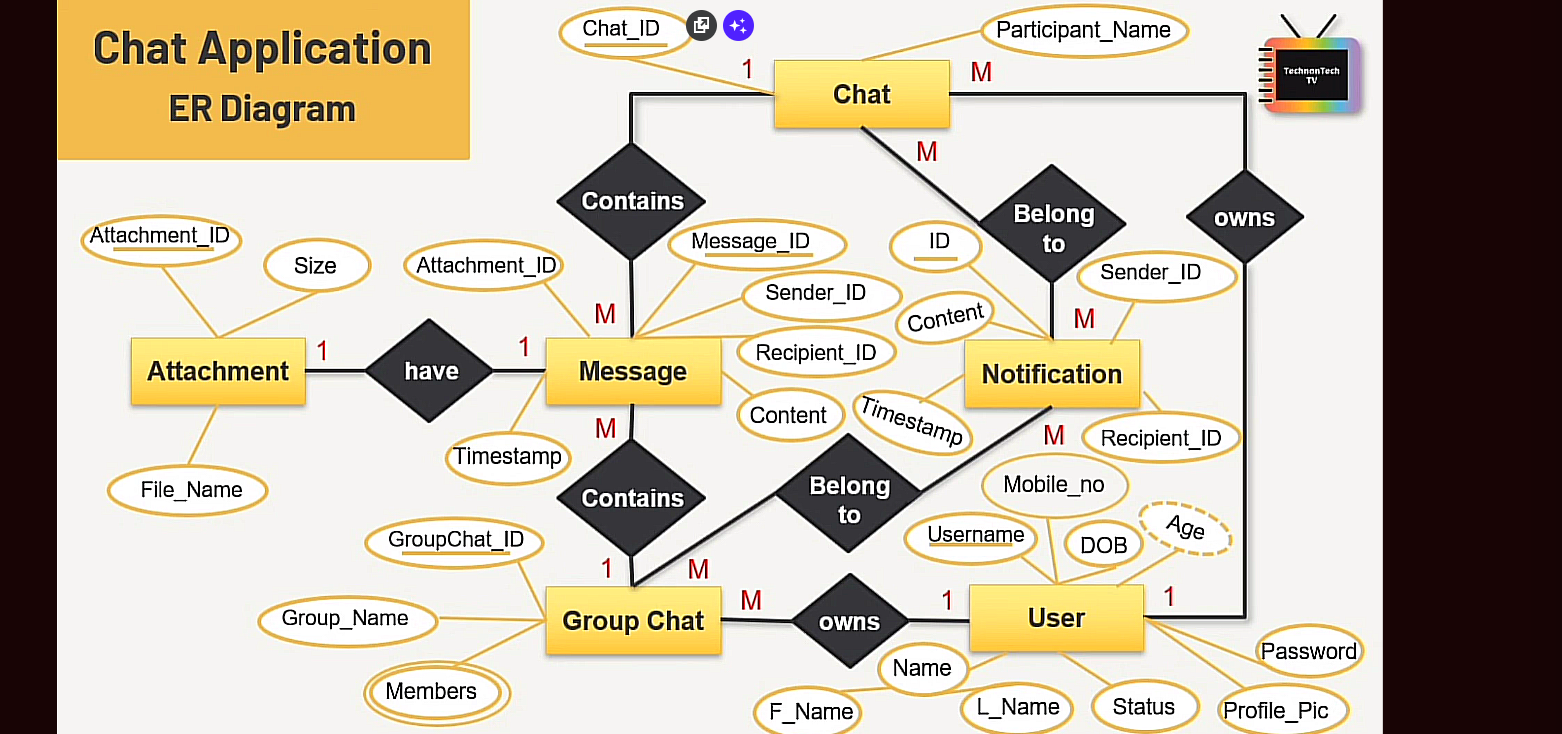 Chat Application
ER Diagram
Chat_ID
Participant_Name
TechnonTech
TV
1
Chat
M
M
Contains
Belong
to
owns
Attachment_ID
Size
Attachment_ID
Message_ID
ID
Sender_ID
Sender_ID
Content
M
M
Recipient_ID
1
1
Attachment
have
Message
Notification
Content
Timestamp
M
M
Recipient_ID
Timestamp
File_Name
Contains
Belong
to
Mobile_no
GroupChat_ID
Username
DOB
Age
1
M
M
1
1
Group_Name
Group Chat
owns
User
Members
Name
Password
F_Name
L_Name
Status
Profile_Pic